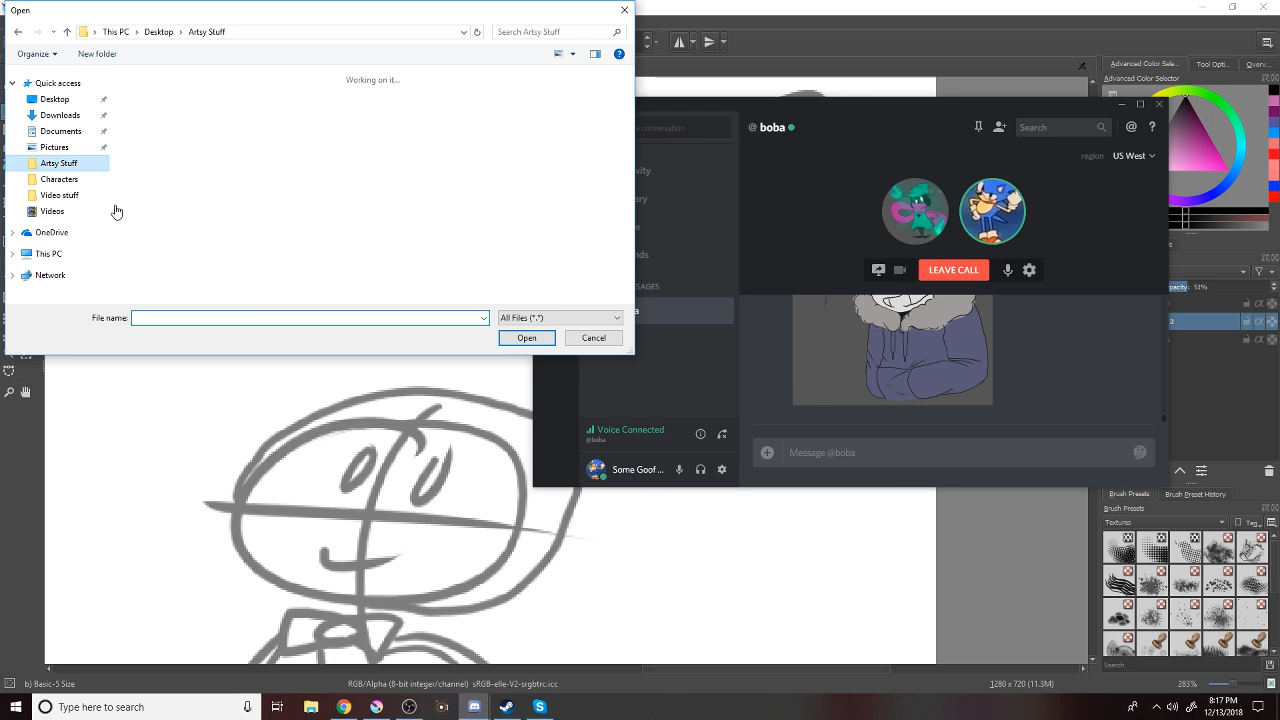 Open
This PC
Desktop
Artsy Stuff
Search Artsy Stuff
Organize
New folder
Working on it...
Quick access
Desktop
Downloads
Documents
Pictures
Artsy Stuff
Characters
Video stuff
Videos
OneDrive
This PC
Network
File name:
All Files (*.*)
Open
Cancel
Advanced Color Sele...
Tool Opti...
Overv...
Advanced Color Selector
@ boba
Search
region US West
LEAVE CALL
51%
Voice Connected
@boba
Message @boba
Some Goof ...
Brush Presets
Brush Preset History
Brush Presets
Textures
Tag
Search
b) Basic-5 Size
RGB/Alpha (8-bit integer/channel) sRGB-elle-V2-srgbtrc.icc
1280 x 720 (11.3M)
283%
Type here to search
8:17 PM
12/13/2018